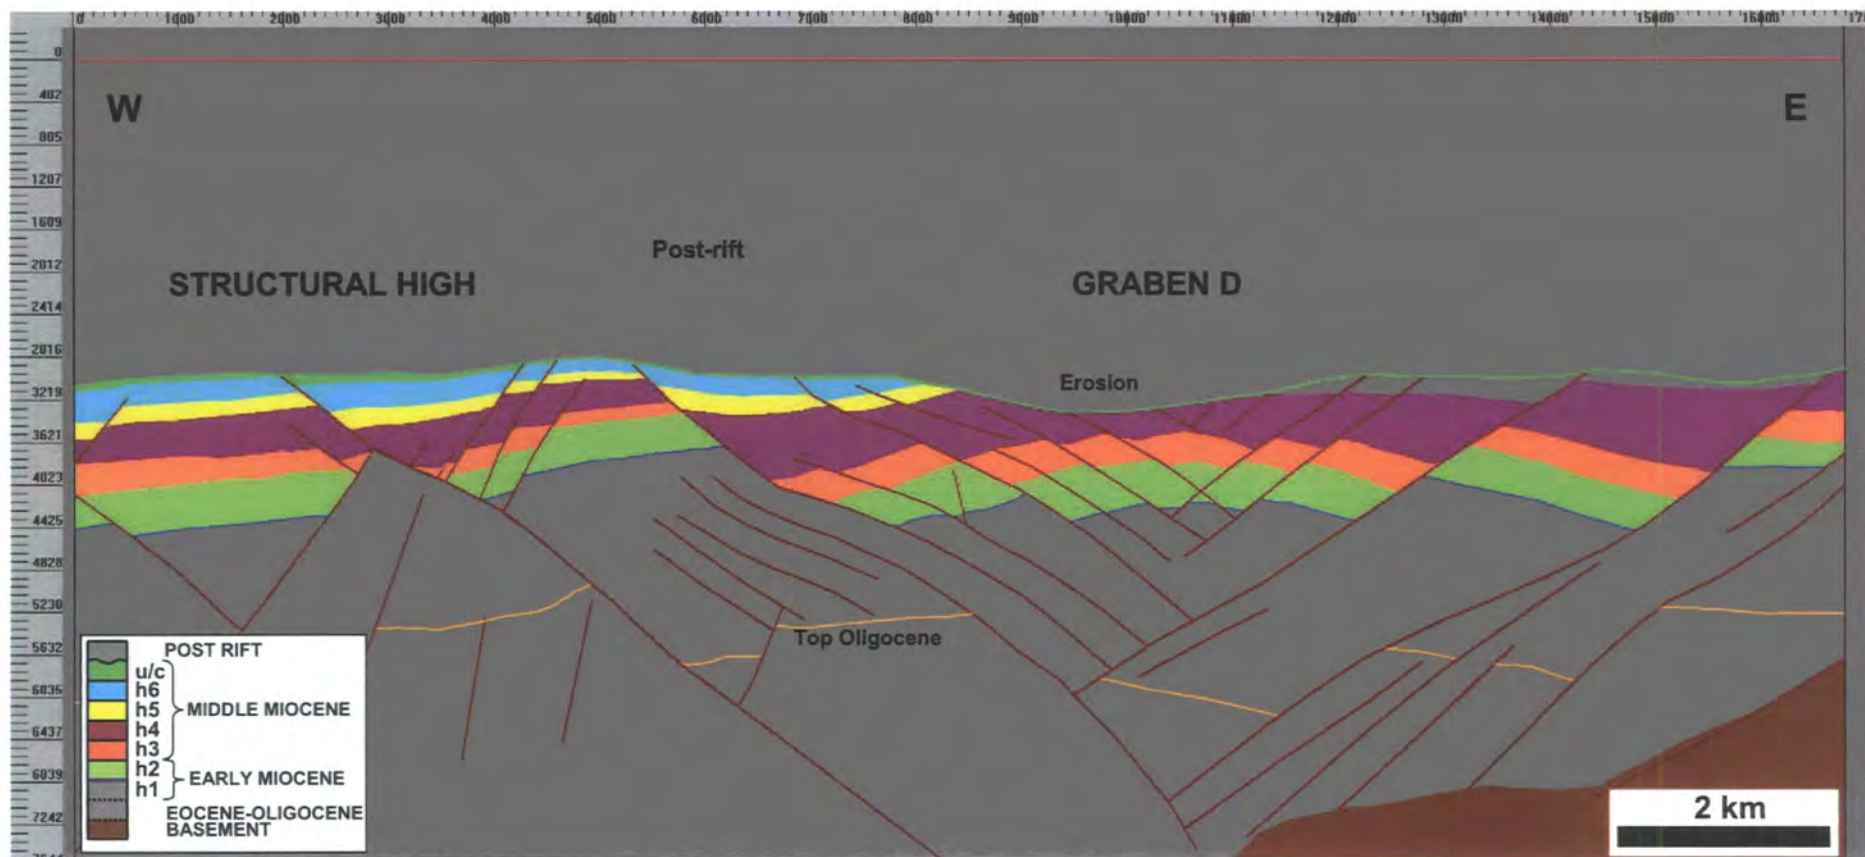 0 1000 2000 3000 4000 5000 6000 7000 8000 9000 10000 11000 12000 13000 14000 15000 16000
0
402
805
1207
1609
2012
2414
2816
3219
3621
4023
4425
4828
5230
5632
6035
6437
6839
7242
W
E
Post-rift
STRUCTURAL HIGH
GRABEN D
Erosion
Top Oligocene
POST RIFT
u/c
h6
h5
MIDDLE MIOCENE
h4
h3
h2
EARLY MIOCENE
h1
EOCENE-OLIGOCENE
BASEMENT
2 km